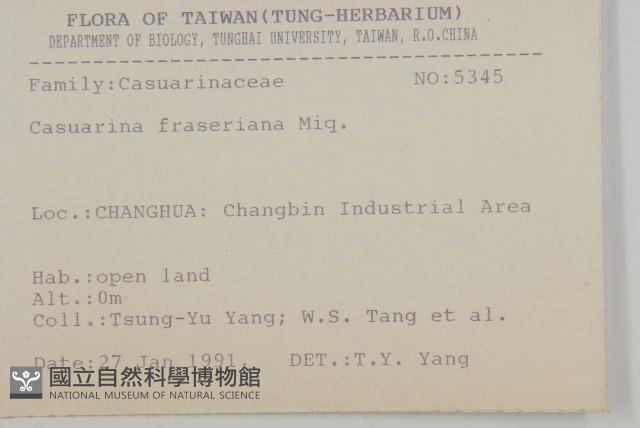 FLORA OF TAIWAN(TUNG-HERBARIUM)
DEPARTMENT OF BIOLOGY, TUNGHAI UNIVERSITY, TAIWAN, R.O.CHINA
Family:Casuarinaceae NO:5345
Casuarina fraseriana Miq.
Loc.:CHANGHUA: Changbin Industrial Area
Hab.:open land
Alt.:0m
Coll.:Tsung-Yu Yang; W.S. Tang et al.
Date:27 Jan 1991. DET.:T.Y. Yang
國立自然科學博物館
NATIONAL MUSEUM OF NATURAL SCIENCE